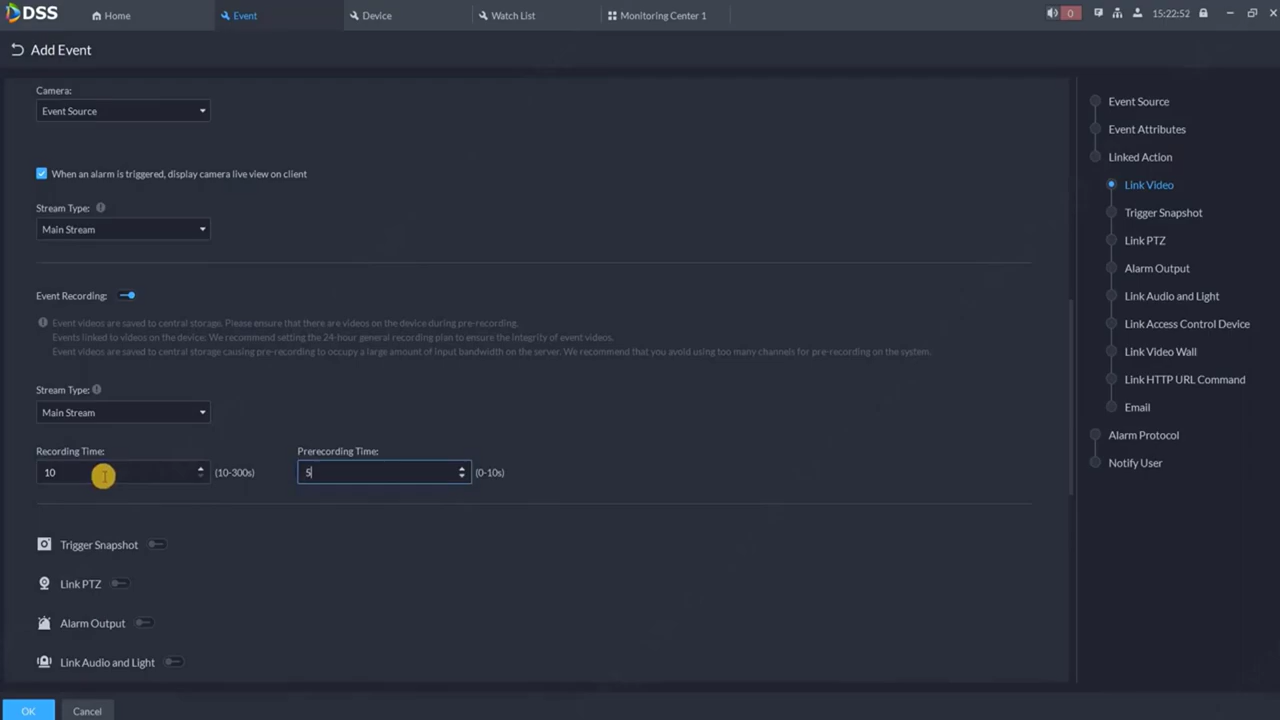 DSS
Home
Event
Device
Watch List
Monitoring Center 1
0
15:22:52
Add Event
Camera:
Event Source
When an alarm is triggered, display camera live view on client
Stream Type:
Main Stream
Event Recording:
Event videos are saved to central storage. Please ensure that there are videos on the device during pre-recording.
Events linked to videos on the device: We recommend setting the 24-hour general recording plan to ensure the integrity of event videos.
Event videos are saved to central storage causing pre-recording to occupy a large amount of input bandwidth on the server. We recommend that you avoid using too many channels for pre-recording on the system.
Stream Type:
Main Stream
Recording Time: Prerecording Time:
10 (10-300s) 5 (0-10s)
Trigger Snapshot
Link PTZ
Alarm Output
Link Audio and Light
OK Cancel
Event Source
Event Attributes
Linked Action
Link Video
Trigger Snapshot
Link PTZ
Alarm Output
Link Audio and Light
Link Access Control Device
Link Video Wall
Link HTTP URL Command
Email
Alarm Protocol
Notify User